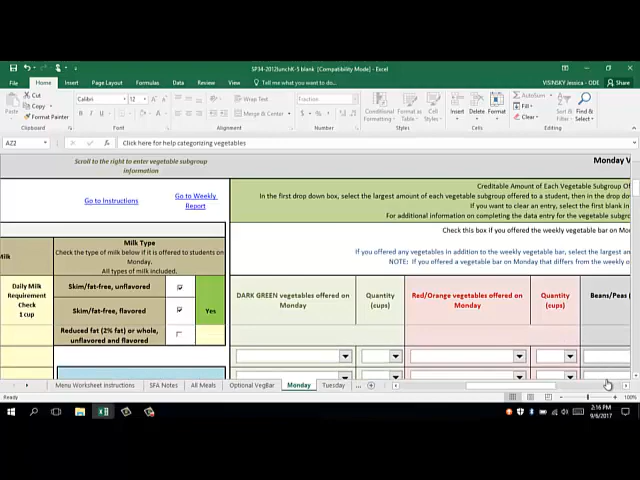 SP34-2012lunchK-5 blank [Compatibility Mode] - Excel
VISINSKY Jessica - ODE
File Home Insert Page Layout Formulas Data Review View Tell me what you want to do... Share
Cut
Copy
Format Painter
Paste
Clipboard
Calibri 12
Font
Alignment
Fraction
Number
Conditional Formatting
Format as Table
Cell Styles
Styles
Insert Delete Format
Cells
AutoSum
Fill
Sort & Filter
Find & Select
Editing
AZ2
Click here for help categorizing vegetables
Scroll to the right to enter vegetable subgroup
information
Monday V
Go to Instructions
Go to Weekly
Report
Creditable Amount of Each Vegetable Subgroup Of
In the first drop down box, select the largest amount of each vegetable subgroup offered to a student, then in the drop
If you want to clear an entry, select the first blank in
For additional information on completing the data entry for the vegetable subgro
Check this box if you offered the weekly vegetable bar on Mo
If you offered any vegetables in addition to the weekly vegetable bar, select the largest
NOTE: If you offered a vegetable bar on Monday that differs from the weekly o
Milk
Milk Type
Check the type of milk below if it is offered to students on
Monday.
All types of milk included.
Daily Milk
Requirement
Check
1 cup
Skim/fat-free, unflavored
Skim/fat-free, flavored
Yes
Reduced fat (2% fat) or whole,
unflavored and flavored
DARK GREEN vegetables offered on
Monday
Quantity
(cups)
Red/Orange vegetables offered on
Monday
Quantity
(cups)
Beans/Peas (
Menu Worksheet Instructions SFA Notes All Meals Optional VegBar Monday Tuesday ...
Ready
100%
2:16 PM
9/6/2017